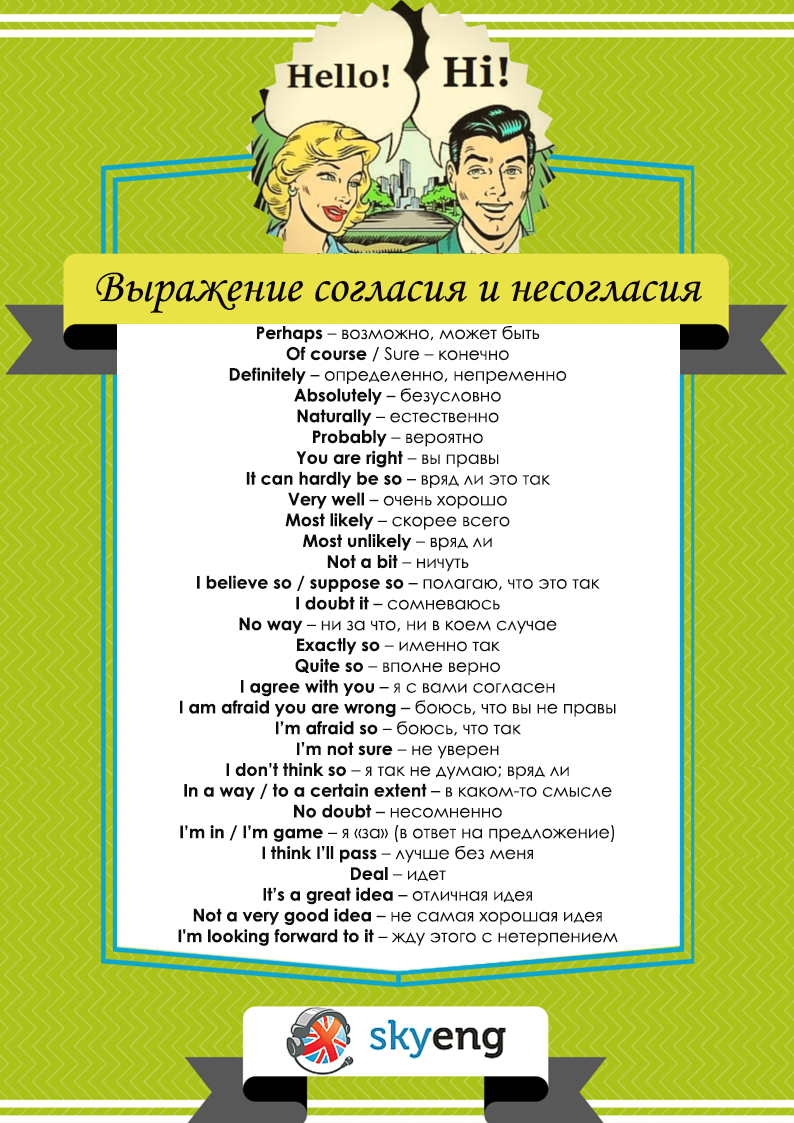 Hello! Hi!
Выражение согласия и несогласия
Perhaps – возможно, может быть
Of course / Sure – конечно
Definitely – определенно, непременно
Absolutely – безусловно
Naturally – естественно
Probably – вероятно
You are right – вы правы
It can hardly be so – вряд ли это так
Very well – очень хорошо
Most likely – скорее всего
Most unlikely – вряд ли
Not a bit – ничуть
I believe so / suppose so – полагаю, что это так
I doubt it – сомневаюсь
No way – ни за что, ни в коем случае
Exactly so – именно так
Quite so – вполне верно
I agree with you – я с вами согласен
I am afraid you are wrong – боюсь, что вы не правы
I’m afraid so – боюсь, что так
I’m not sure – не уверен
I don’t think so – я так не думаю; вряд ли
In a way / to a certain extent – в каком-то смысле
No doubt – несомненно
I’m in / I’m game – я «за» (в ответ на предложение)
I think I’ll pass – лучше без меня
Deal – идет
It’s a great idea – отличная идея
Not a very good idea – не самая хорошая идея
I'm looking forward to it – жду этого с нетерпением
skyeng